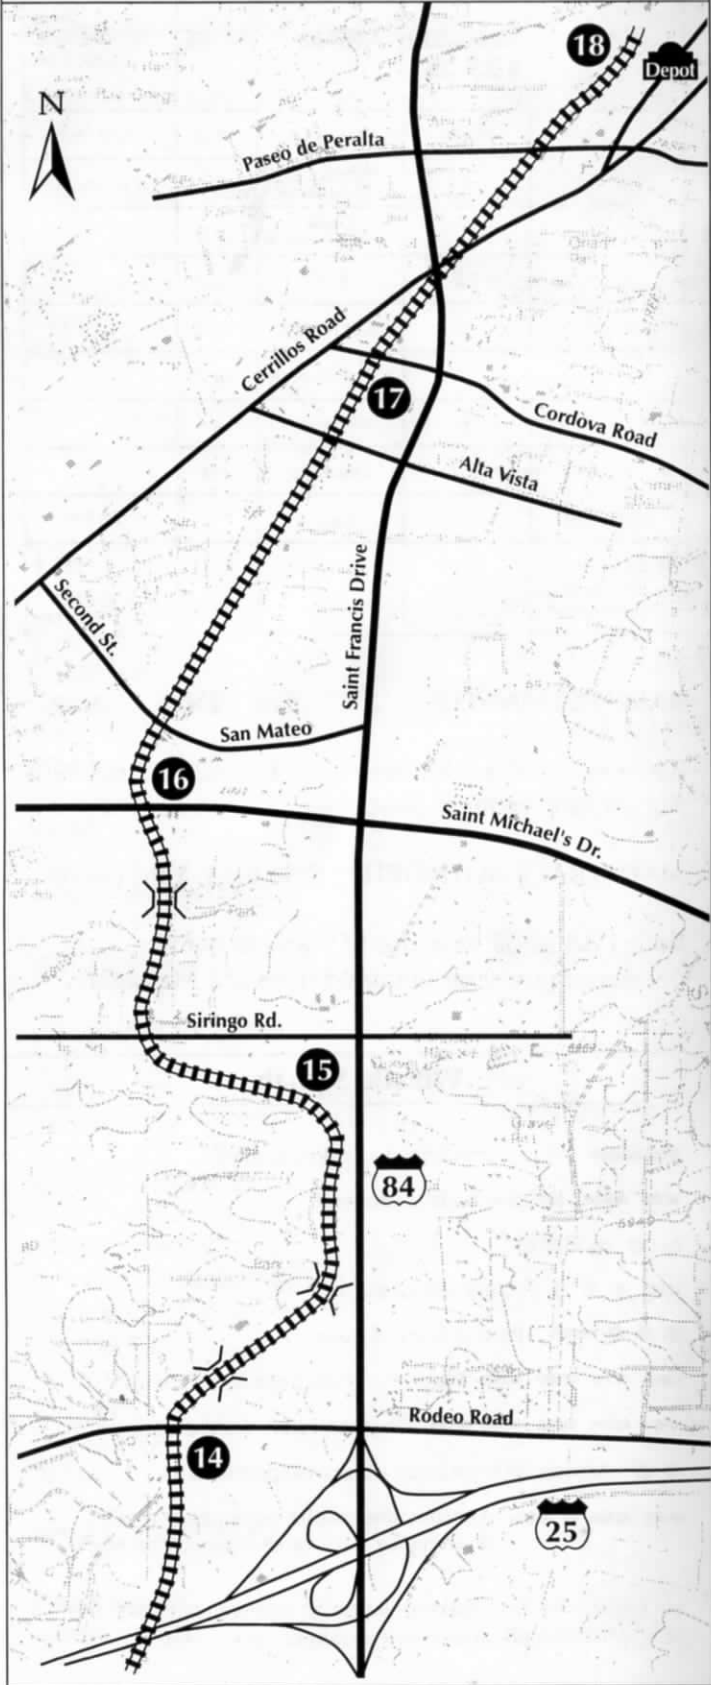 18
Depot
N
Paseo de Peralta
Cerrillos Road
17
Cordova Road
Alta Vista
Second St.
Saint Francis Drive
San Mateo
16
Saint Michael's Dr.
Siringo Rd.
15
84
Rodeo Road
14
25